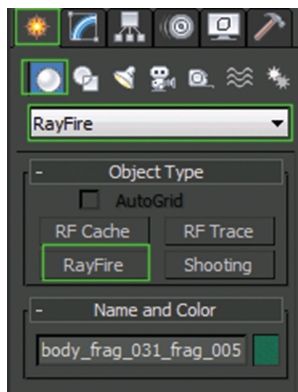 RayFire
- Object Type
AutoGrid
RF Cache RF Trace
RayFire Shooting
- Name and Color
body_frag_031_frag_005